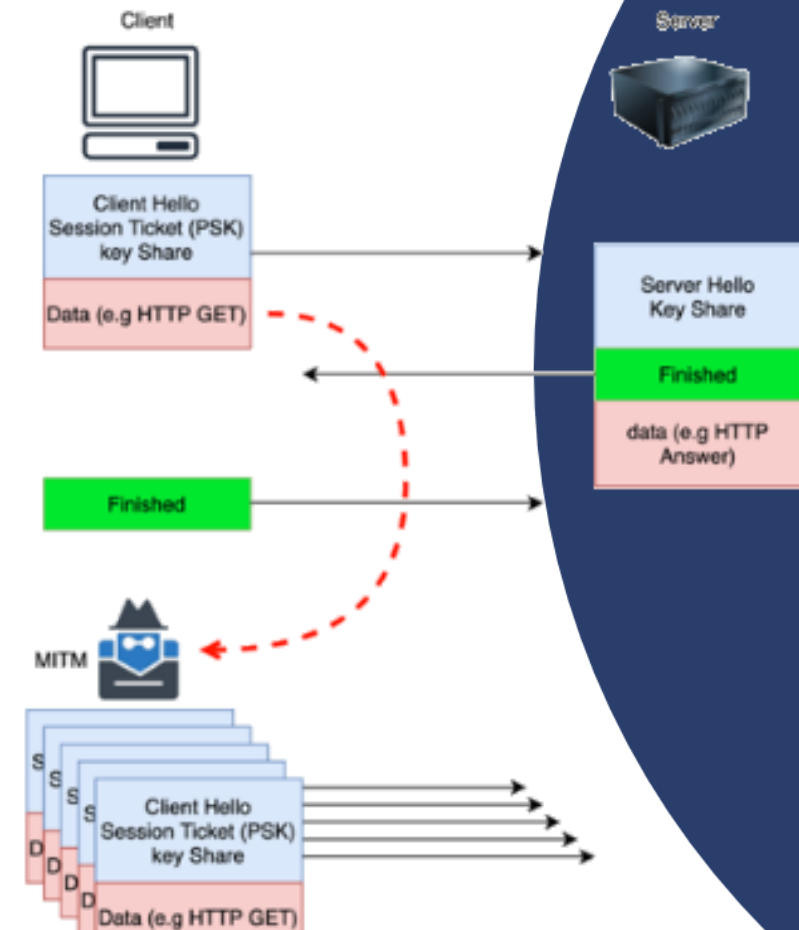 Client
Server
Client Hello
Session Ticket (PSK)
key Share
Data (e.g HTTP GET)
Server Hello
Key Share
Finished
data (e.g HTTP
Answer)
Finished
MITM
S
S
S
S
D
D
D
D
Client Hello
Session Ticket (PSK)
key Share
Data (e.g HTTP GET)